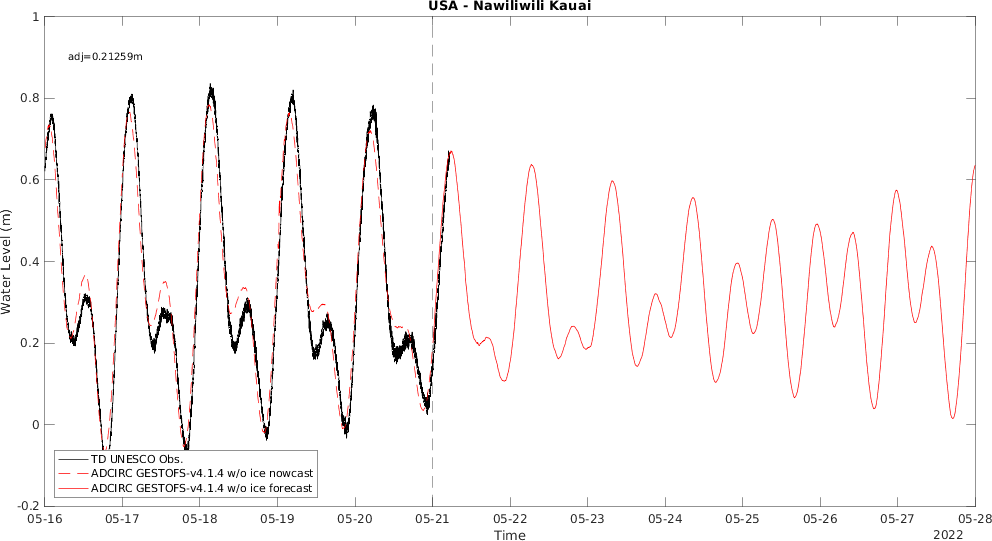 USA - Nawiliwili Kauai
1
adj=0.21259m
0.8
0.6
0.4
0.2
0
-0.2
Water Level (m)
TD UNESCO Obs.
ADCIRC GESTOFS-v4.1.4 w/o ice nowcast
ADCIRC GESTOFS-v4.1.4 w/o ice forecast
05-16 05-17 05-18 05-19 05-20 05-21 05-22 05-23 05-24 05-25 05-26 05-27 05-28
Time
2022